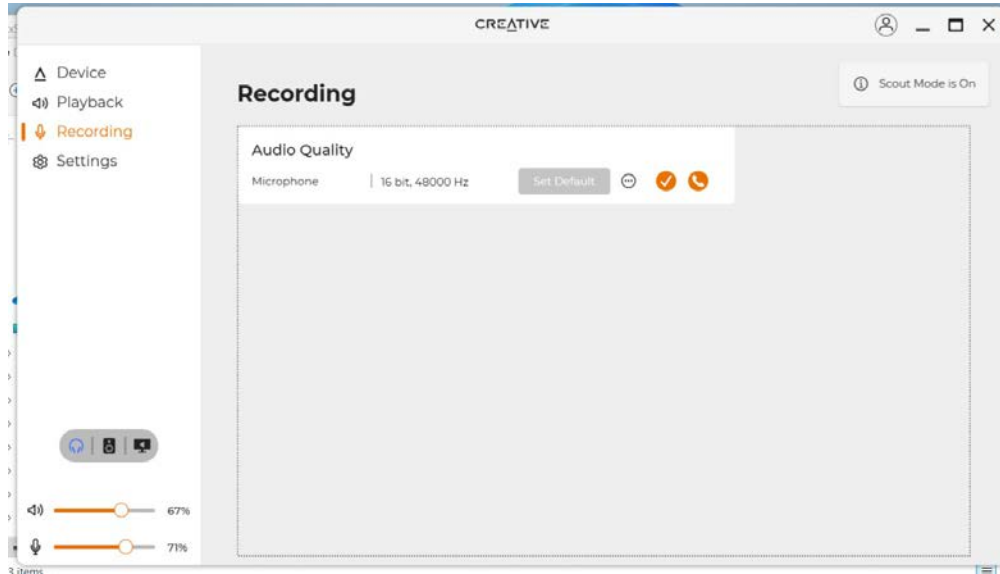 CREATIVE
Device
Playback
Recording
Settings
Recording
Scout Mode is On
Audio Quality
Microphone | 16 bit, 48000 Hz Set Default
67%
71%
3 items